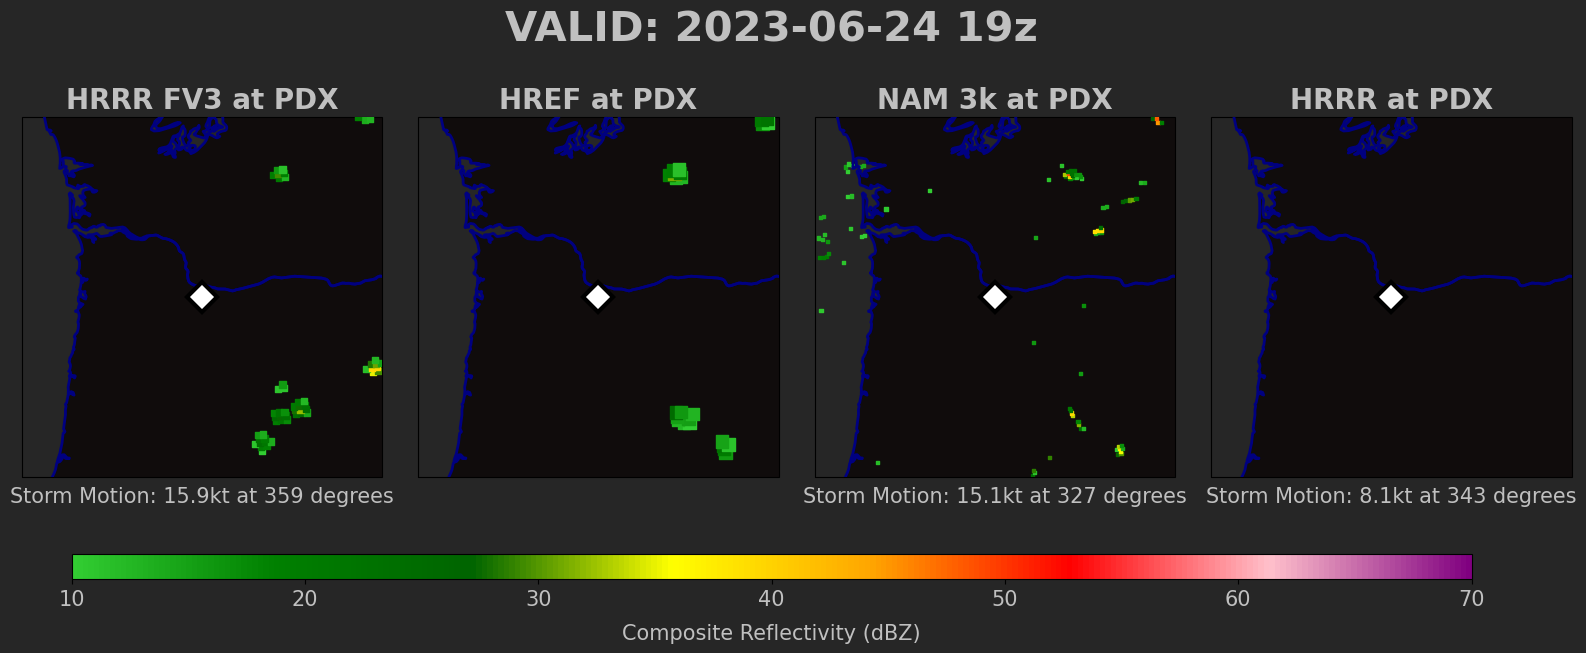 VALID: 2023-06-24 19z
HRRR FV3 at PDX
HREF at PDX
NAM 3k at PDX
HRRR at PDX
Storm Motion: 15.9kt at 359 degrees
Storm Motion: 15.1kt at 327 degrees
Storm Motion: 8.1kt at 343 degrees
10 20 30 40 50 60 70
Composite Reflectivity (dBZ)